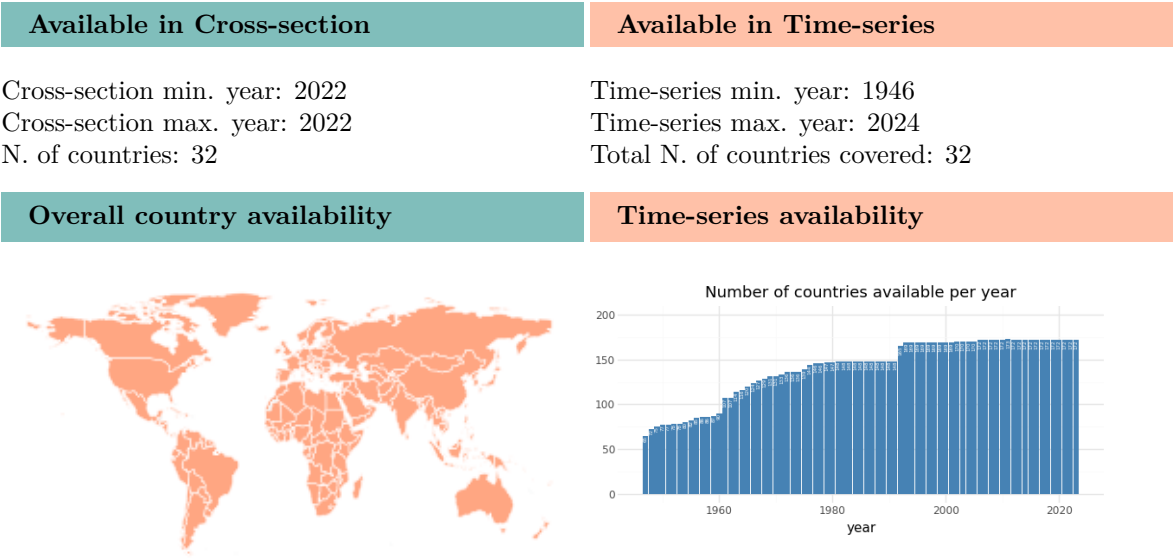 Available in Cross-section
Available in Time-series
Cross-section min. year: 2022
Cross-section max. year: 2022
N. of countries: 32
Time-series min. year: 1946
Time-series max. year: 2024
Total N. of countries covered: 32
Overall country availability
Time-series availability
Number of countries available per year
200
150
100
50
0
1960
1980
2000
2020
year